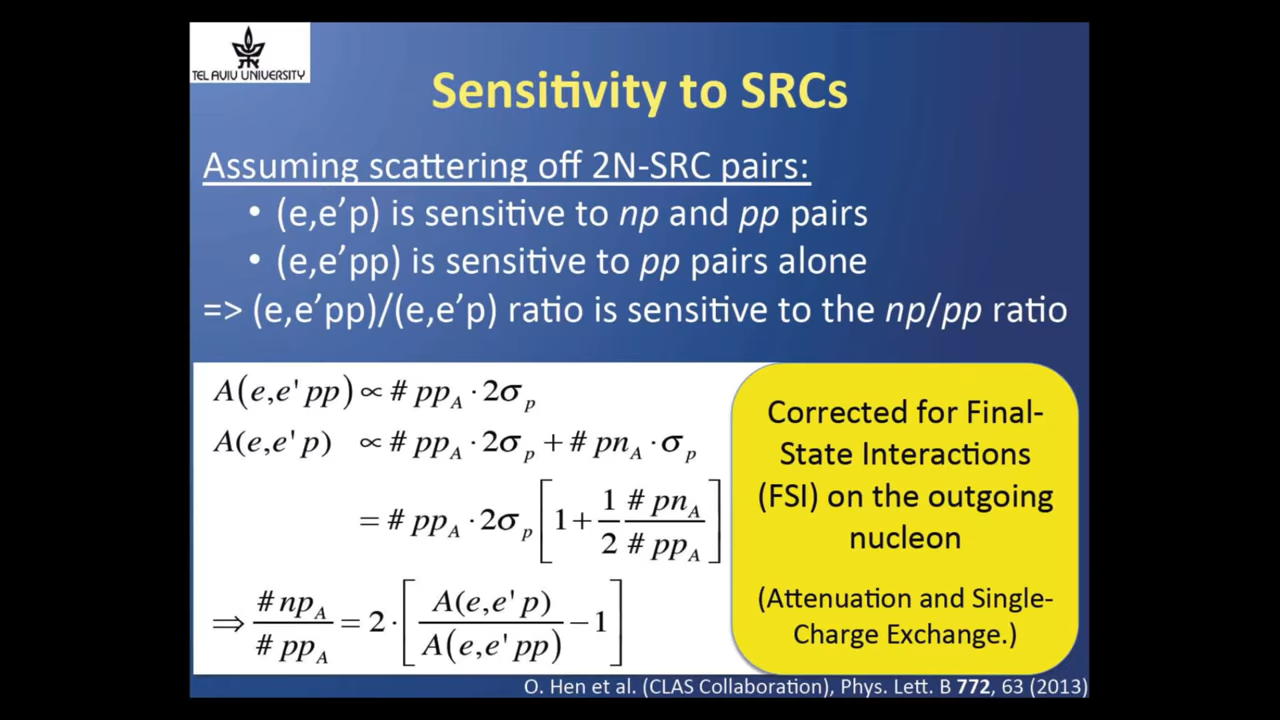 TEL AVIV UNIVERSITY
Sensitivity to SRCs
Assuming scattering off 2N-SRC pairs:
• (e,e’p) is sensitive to np and pp pairs
• (e,e’pp) is sensitive to pp pairs alone
=> (e,e’pp)/(e,e’p) ratio is sensitive to the np/pp ratio
A(e,e'pp) ∝ # pp_A · 2σ_p
A(e,e'p) ∝ # pp_A · 2σ_p + # pn_A · σ_p
= # pp_A · 2σ_p [1 + 1/2 # pn_A / # pp_A]
⇒ # np_A / # pp_A = 2 · [A(e,e'p) / A(e,e'pp) − 1]
Corrected for Final-
State Interactions
(FSI) on the outgoing
nucleon
(Attenuation and Single-
Charge Exchange.)
O. Hen et al. (CLAS Collaboration), Phys. Lett. B 772, 63 (2013)